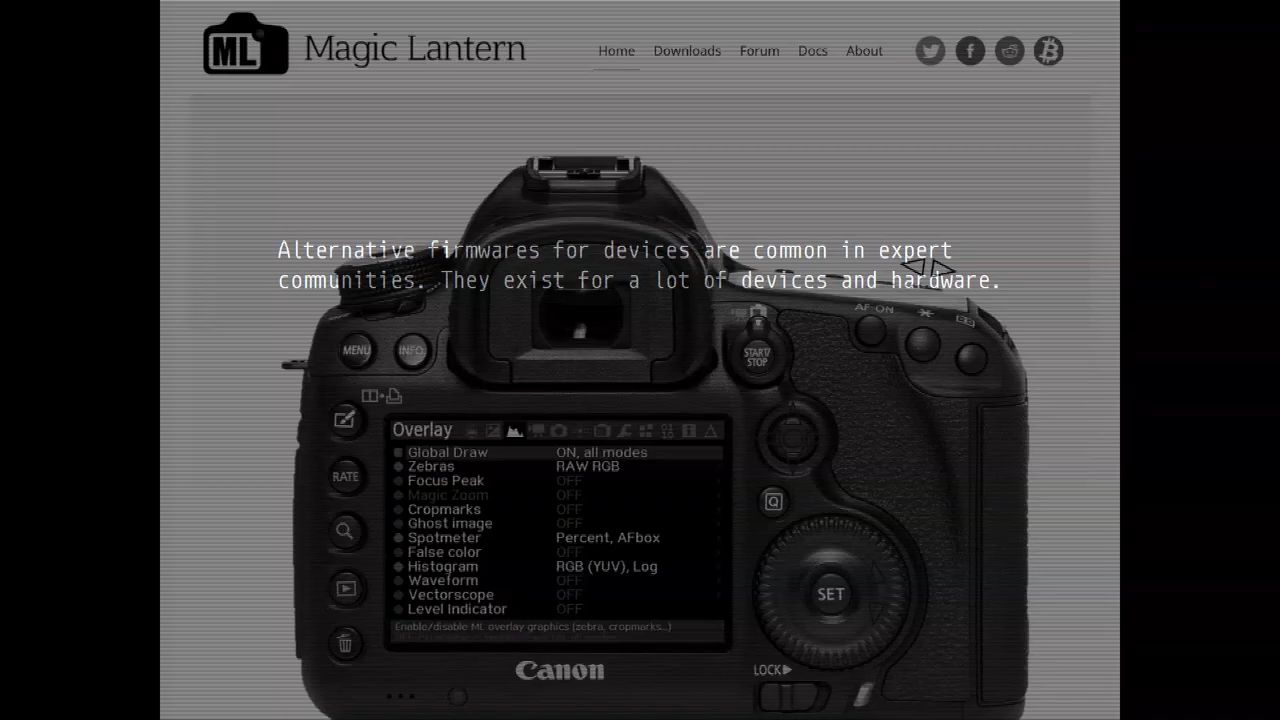 ML Magic Lantern Home Downloads Forum Docs About
Alternative firmwares for devices are common in expert
communities. They exist for a lot of devices and hardware.
AF-ON
MENU INFO.
START/
STOP
Overlay
Global Draw ON, all modes
Zebras RAW RGB
RATE
Focus Peak OFF
Magic Zoom OFF
Q
Cropmarks OFF
Ghost image OFF
Spotmeter Percent, AFbox
False color OFF
Histogram RGB (YUV), Log
Waveform OFF
Vectorscope OFF
SET
Level Indicator OFF
Enable/disable ML overlay graphics (zebra, cropmarks...)
Canon
LOCK▶